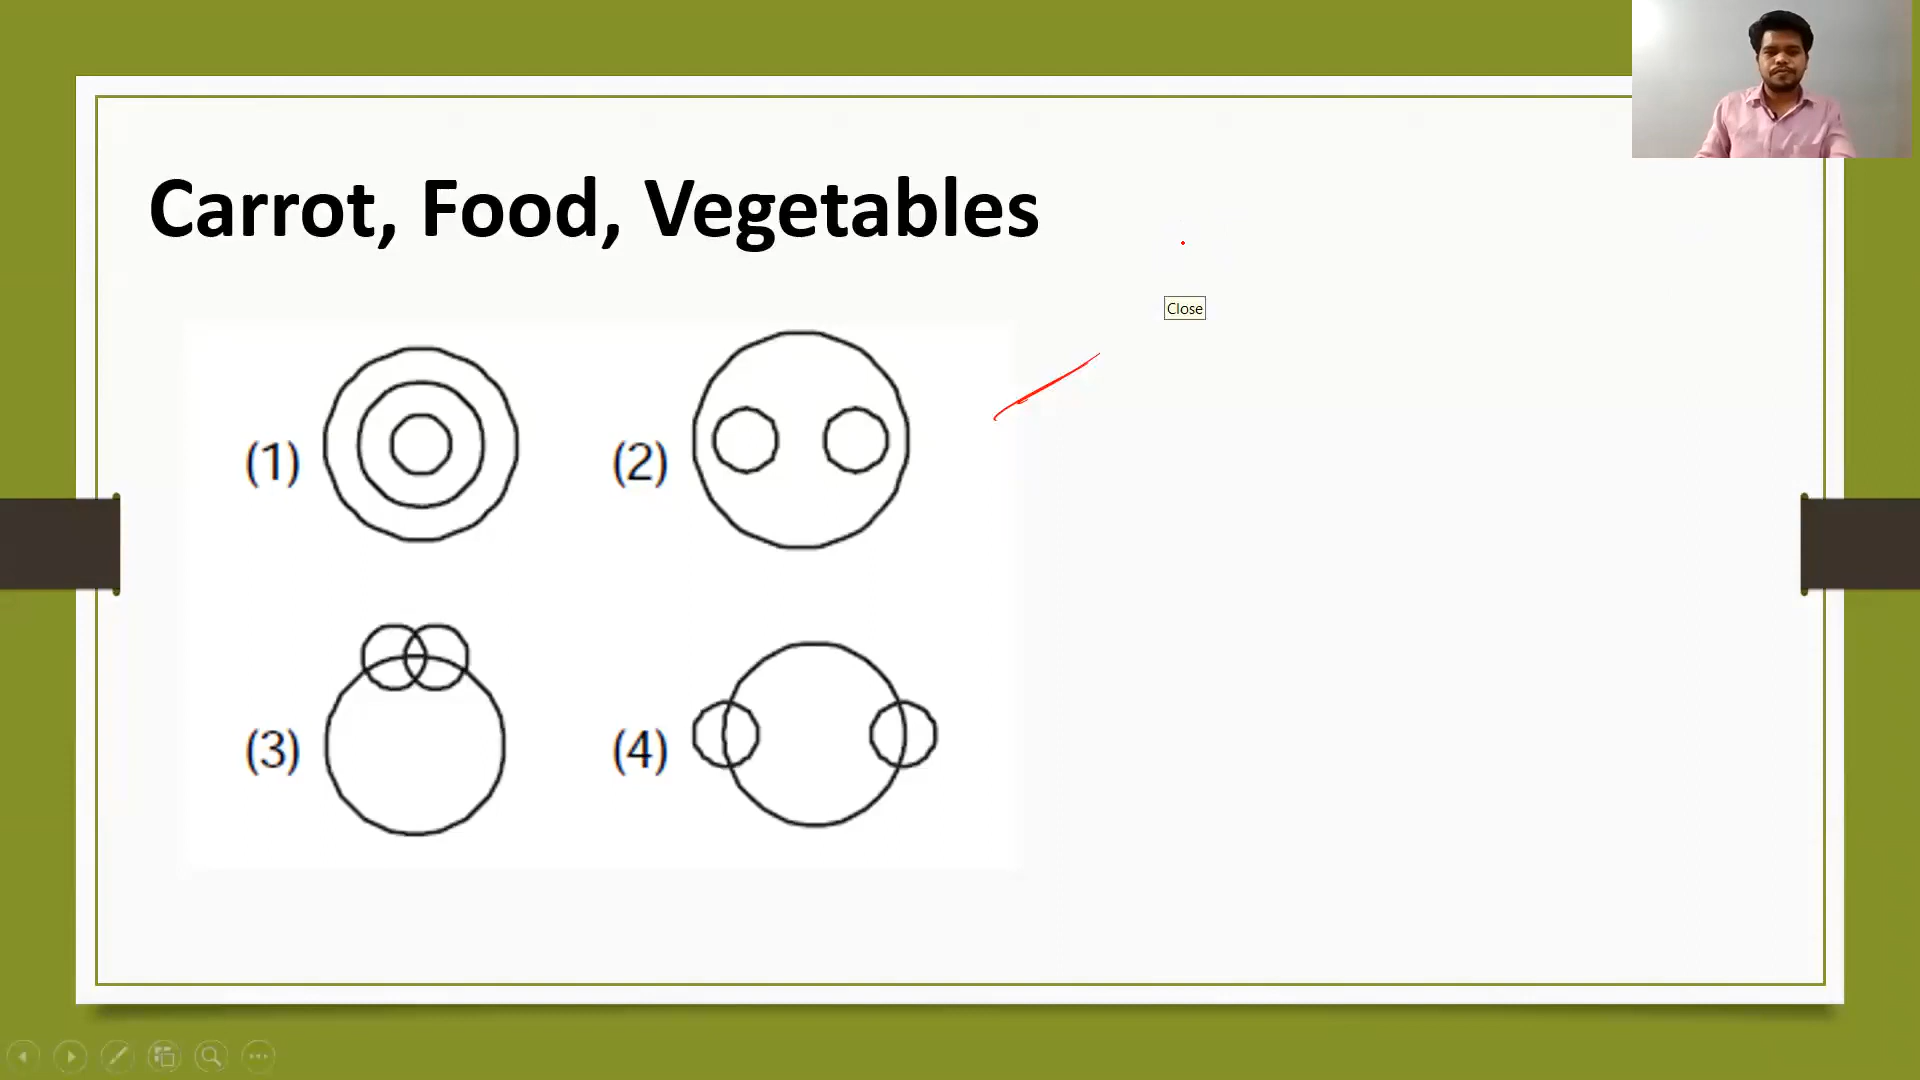 Carrot, Food, Vegetables
Close
(1)
(2)
(3)
(4)